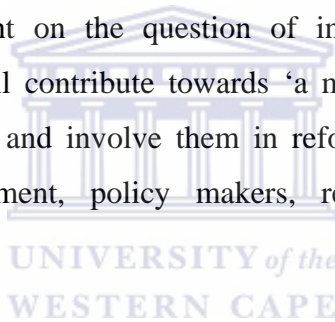 nt on the question of in
ll contribute towards ‘a n
and involve them in refo
ment, policy makers, re
UNIVERSITY of the
WESTERN CAPE